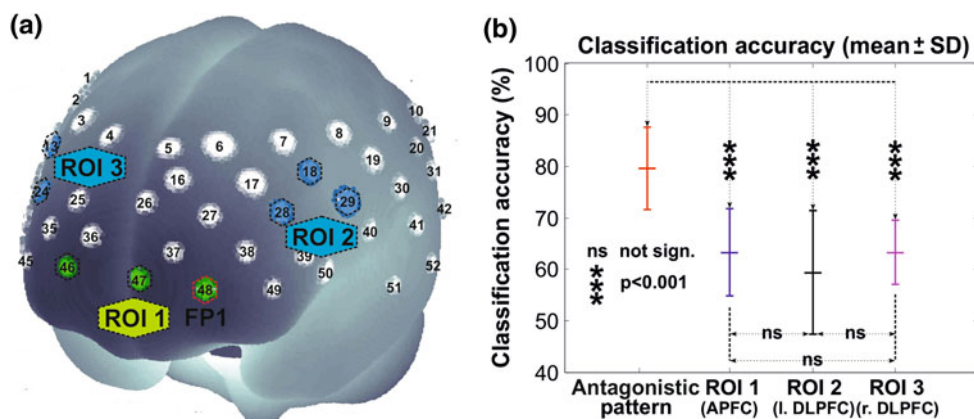 (a)
1
2
3
4
5
6
7
8
9
10
21
13
ROI 3
16
17
18
19
20
31
24
25
26
27
28
29
30
42
35
36
37
38
39
ROI 2
40
41
45
46
47
48
49
50
51
52
ROI 1
FP1
(b)
Classification accuracy (mean ± SD)
Classification accuracy (%)
100
90
80
70
60
50
40
*** *** ***
ns not sign.
*** p<0.001
ns ns
ns
Antagonistic pattern
ROI 1 (APFC)
ROI 2 (l. DLPFC)
ROI 3 (r. DLPFC)